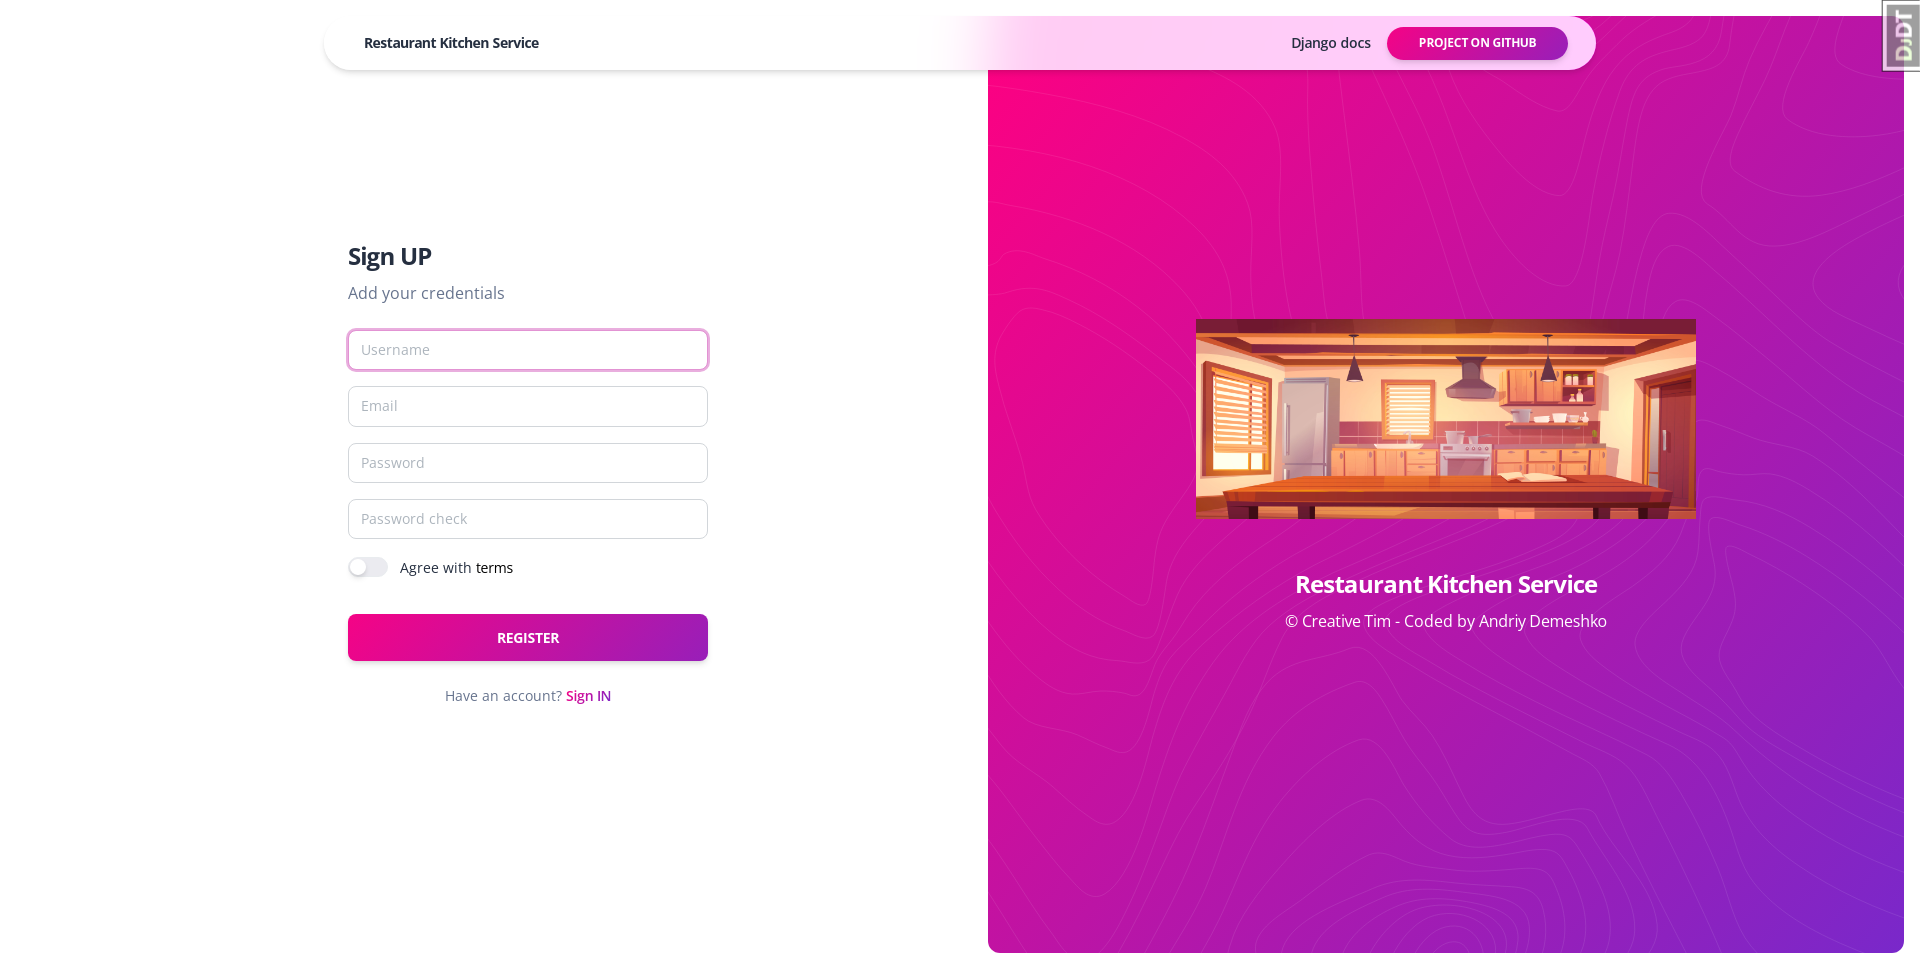 Restaurant Kitchen Service
Django docs
PROJECT ON GITHUB
DJDT
Sign UP
Add your credentials
Username
Email
Password
Password check
Agree with terms
REGISTER
Have an account? Sign IN
Restaurant Kitchen Service
© Creative Tim - Coded by Andriy Demeshko